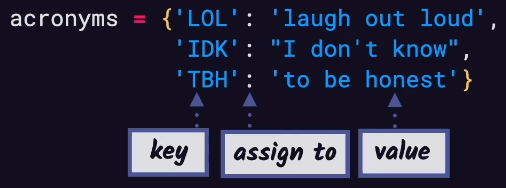 acronyms = {'LOL': 'laugh out loud',
'IDK': "I don't know",
'TBH': 'to be honest'}
key assign to value